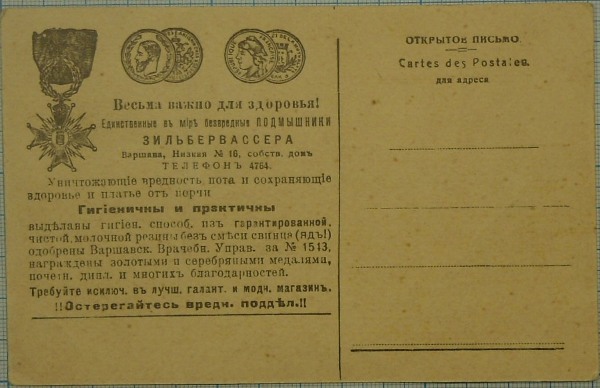 Весьма важно для здоровья!
Единственные въ мірѣ безвредные ПОДМЫШНИКИ
ЗИЛЬБЕРВАССЕРА
Варшава, Низкая № 16, собств. домъ
ТЕЛЕФОНЪ 4764.
Уничтожающіе вредность пота и сохраняющіе
здоровье и платье отъ порчи
Гигіеничны и практичны
выдѣланы гигіен. способ. изъ гарантированной,
чистой, молочной резины безъ смѣси свинца (ядъ!)
одобрены Варшавск. Врачебн. Управ. за № 1513,
награждены золотыми и серебряными медалями,
почетн. дипл. и многихъ благодарностей.
Требуйте исключ. въ лучш. галант. и модн. магазинъ.
!!Остерегайтесь вредн. поддѣл.!!
ОТКРЫТОЕ ПИСЬМО.
Cartes des Postales.
для адреса